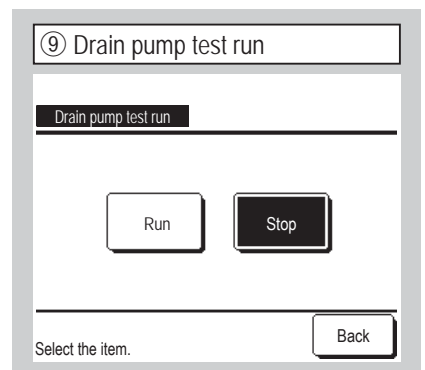 ⑨ Drain pump test run
Drain pump test run
Run
Stop
Select the item.
Back